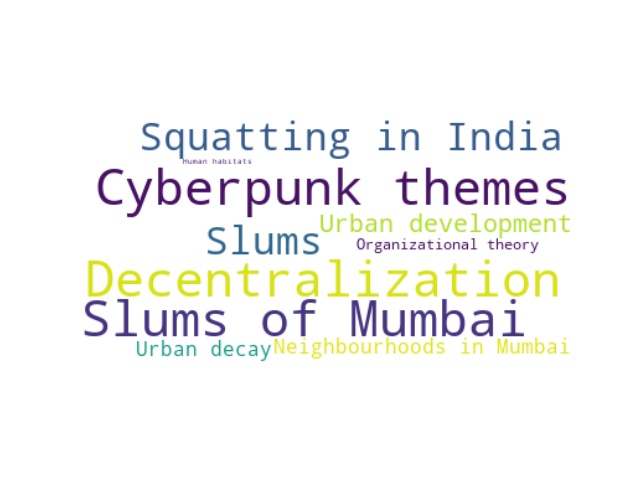 Squatting in India
Human habitats
Cyberpunk themes
Urban development
Slums
Organizational theory
Decentralization
Slums of Mumbai
Urban decay
Neighbourhoods in Mumbai